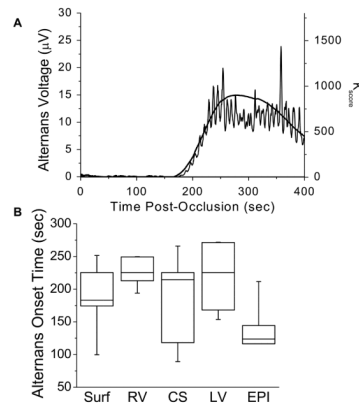 A
30
25
20
15
10
5
0
Alternans Voltage (μV)
1500
1000
500
0
Kscore
0 100 200 300 400
Time Post-Occlusion (sec)
B
300
250
200
150
100
50
Alternans Onset Time (sec)
Surf RV CS LV EPI